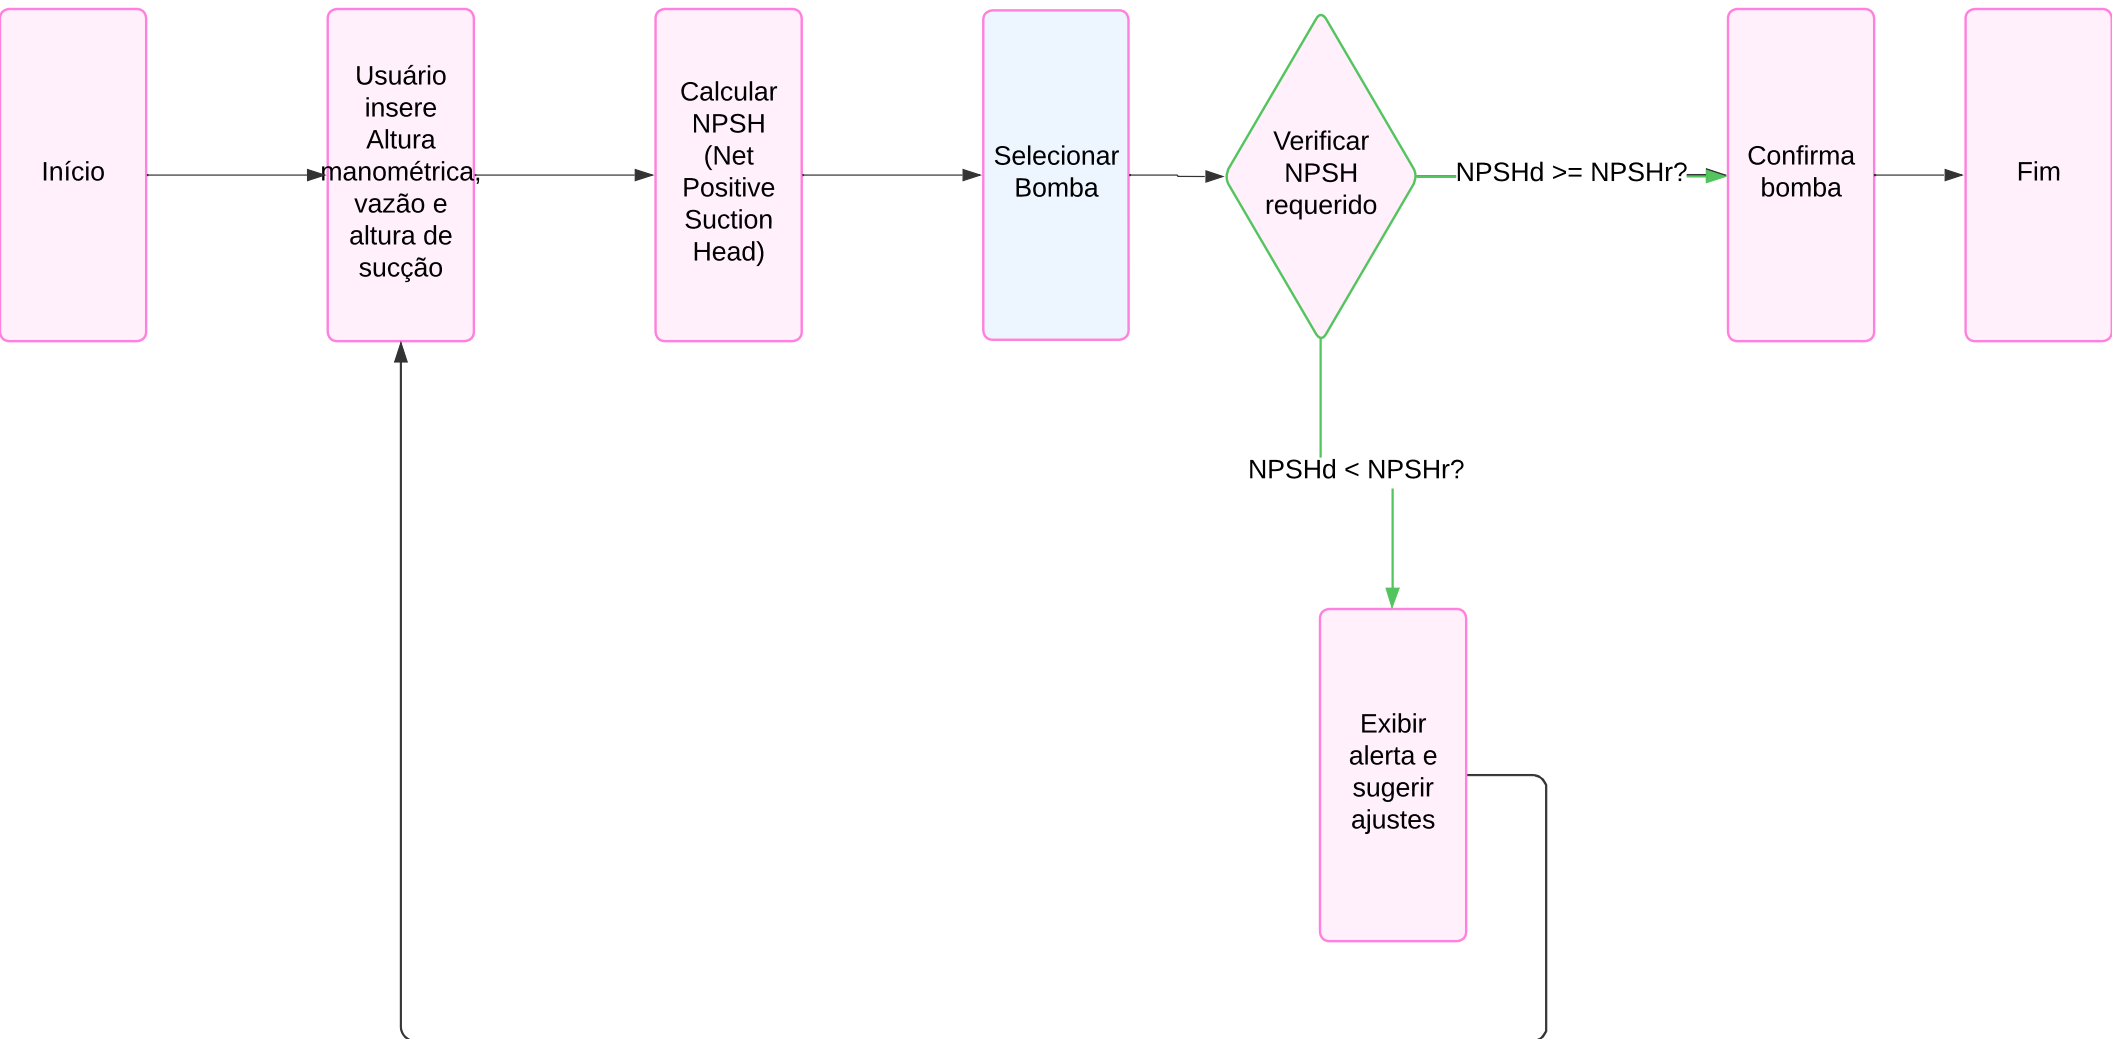 Início
Usuário
insere
Altura
manométrica,
vazão e
altura de
sucção
Calcular
NPSH
(Net
Positive
Suction
Head)
Selecionar
Bomba
Verificar
NPSH
requerido
NPSHd >= NPSHr?
Confirma
bomba
Fim
NPSHd < NPSHr?
Exibir
alerta e
sugerir
ajustes